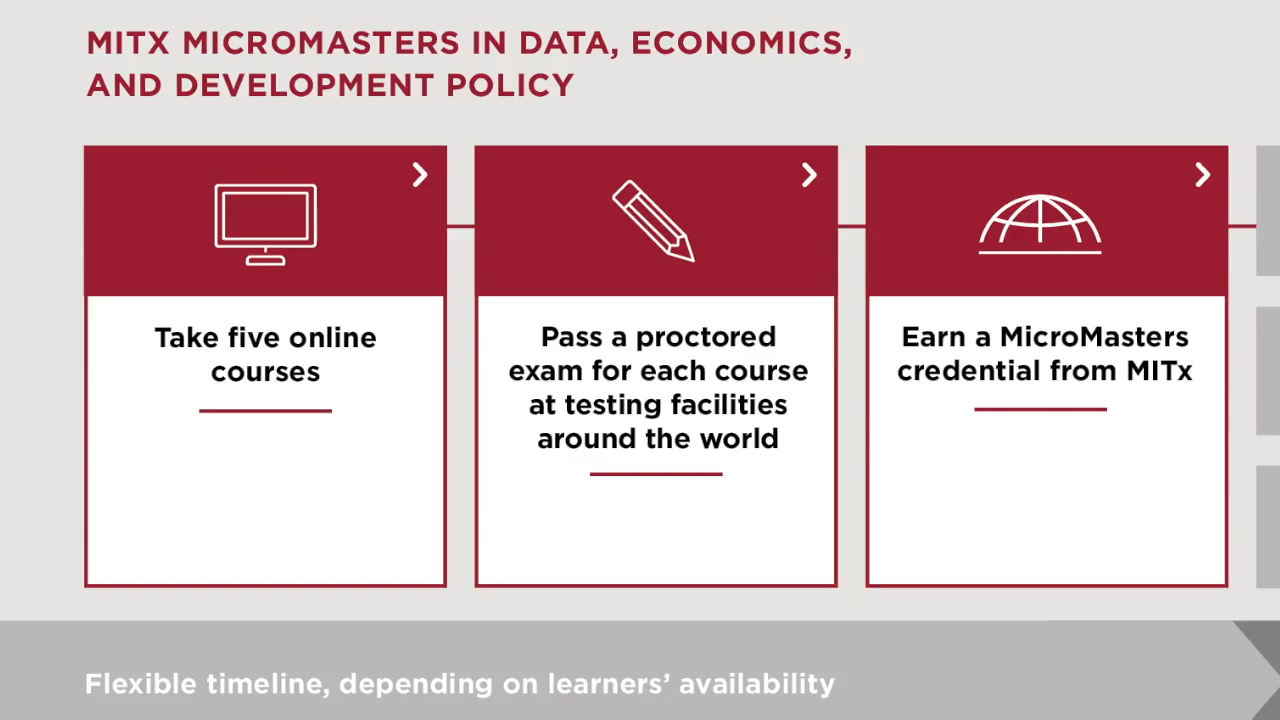 MITX MICROMASTERS IN DATA, ECONOMICS,
AND DEVELOPMENT POLICY
Take five online
courses
Pass a proctored
exam for each course
at testing facilities
around the world
Earn a MicroMasters
credential from MITx
Flexible timeline, depending on learners’ availability